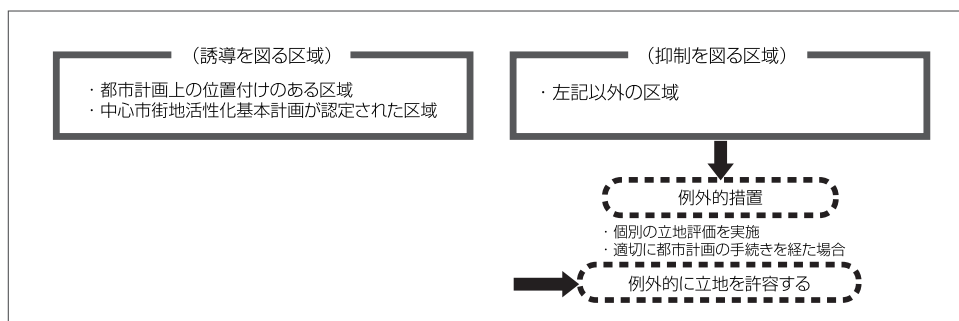 （誘導を図る区域）
・都市計画上の位置付けのある区域
・中心市街地活性化基本計画が認定された区域
（抑制を図る区域）
・左記以外の区域
例外的措置
・個別の立地評価を実施
・適切に都市計画の手続きを経た場合
例外的に立地を許容する